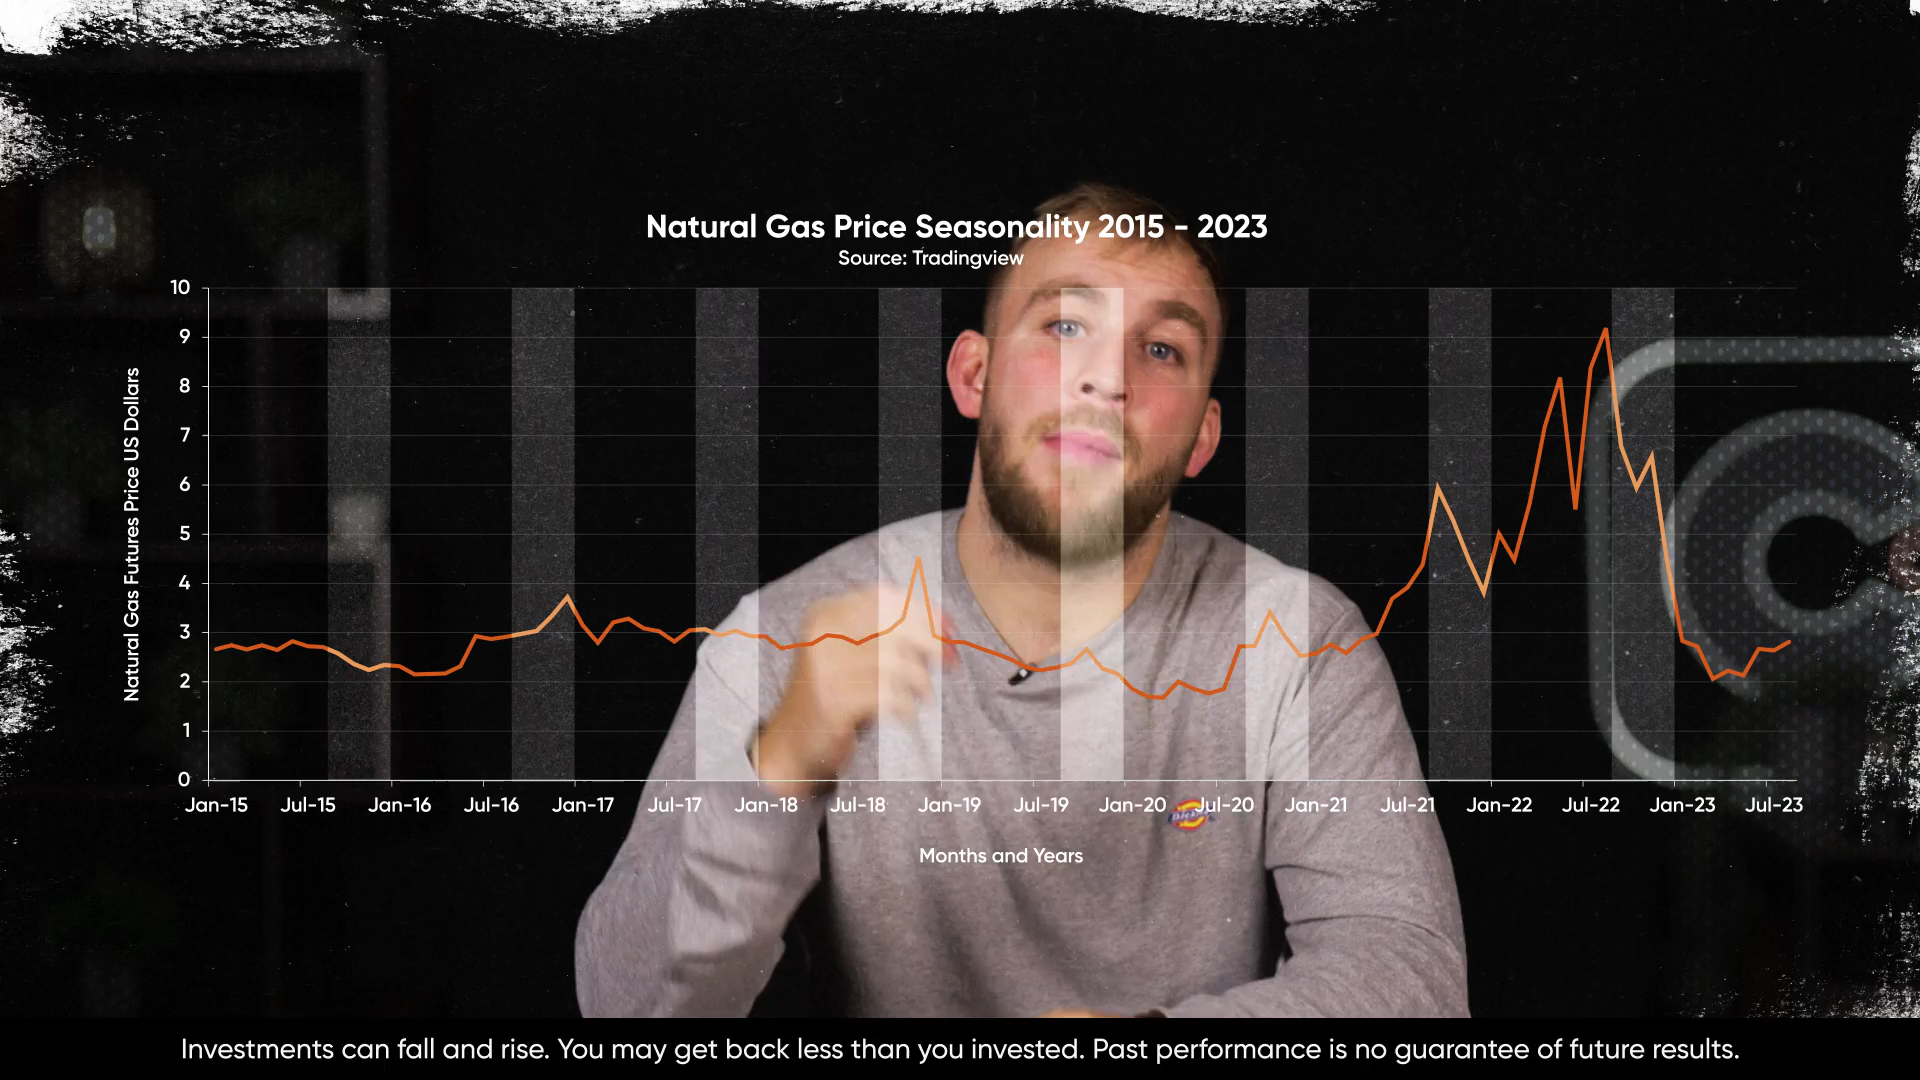 Natural Gas Price Seasonality 2015 - 2023
Source: Tradingview
Natural Gas Futures Price US Dollars
10
9
8
7
6
5
4
3
2
1
0
Jan-15 Jul-15 Jan-16 Jul-16 Jan-17 Jul-17 Jan-18 Jul-18 Jan-19 Jul-19 Jan-20 Jul-20 Jan-21 Jul-21 Jan-22 Jul-22 Jan-23 Jul-23
Dickies
Months and Years
Investments can fall and rise. You may get back less than you invested. Past performance is no guarantee of future results.